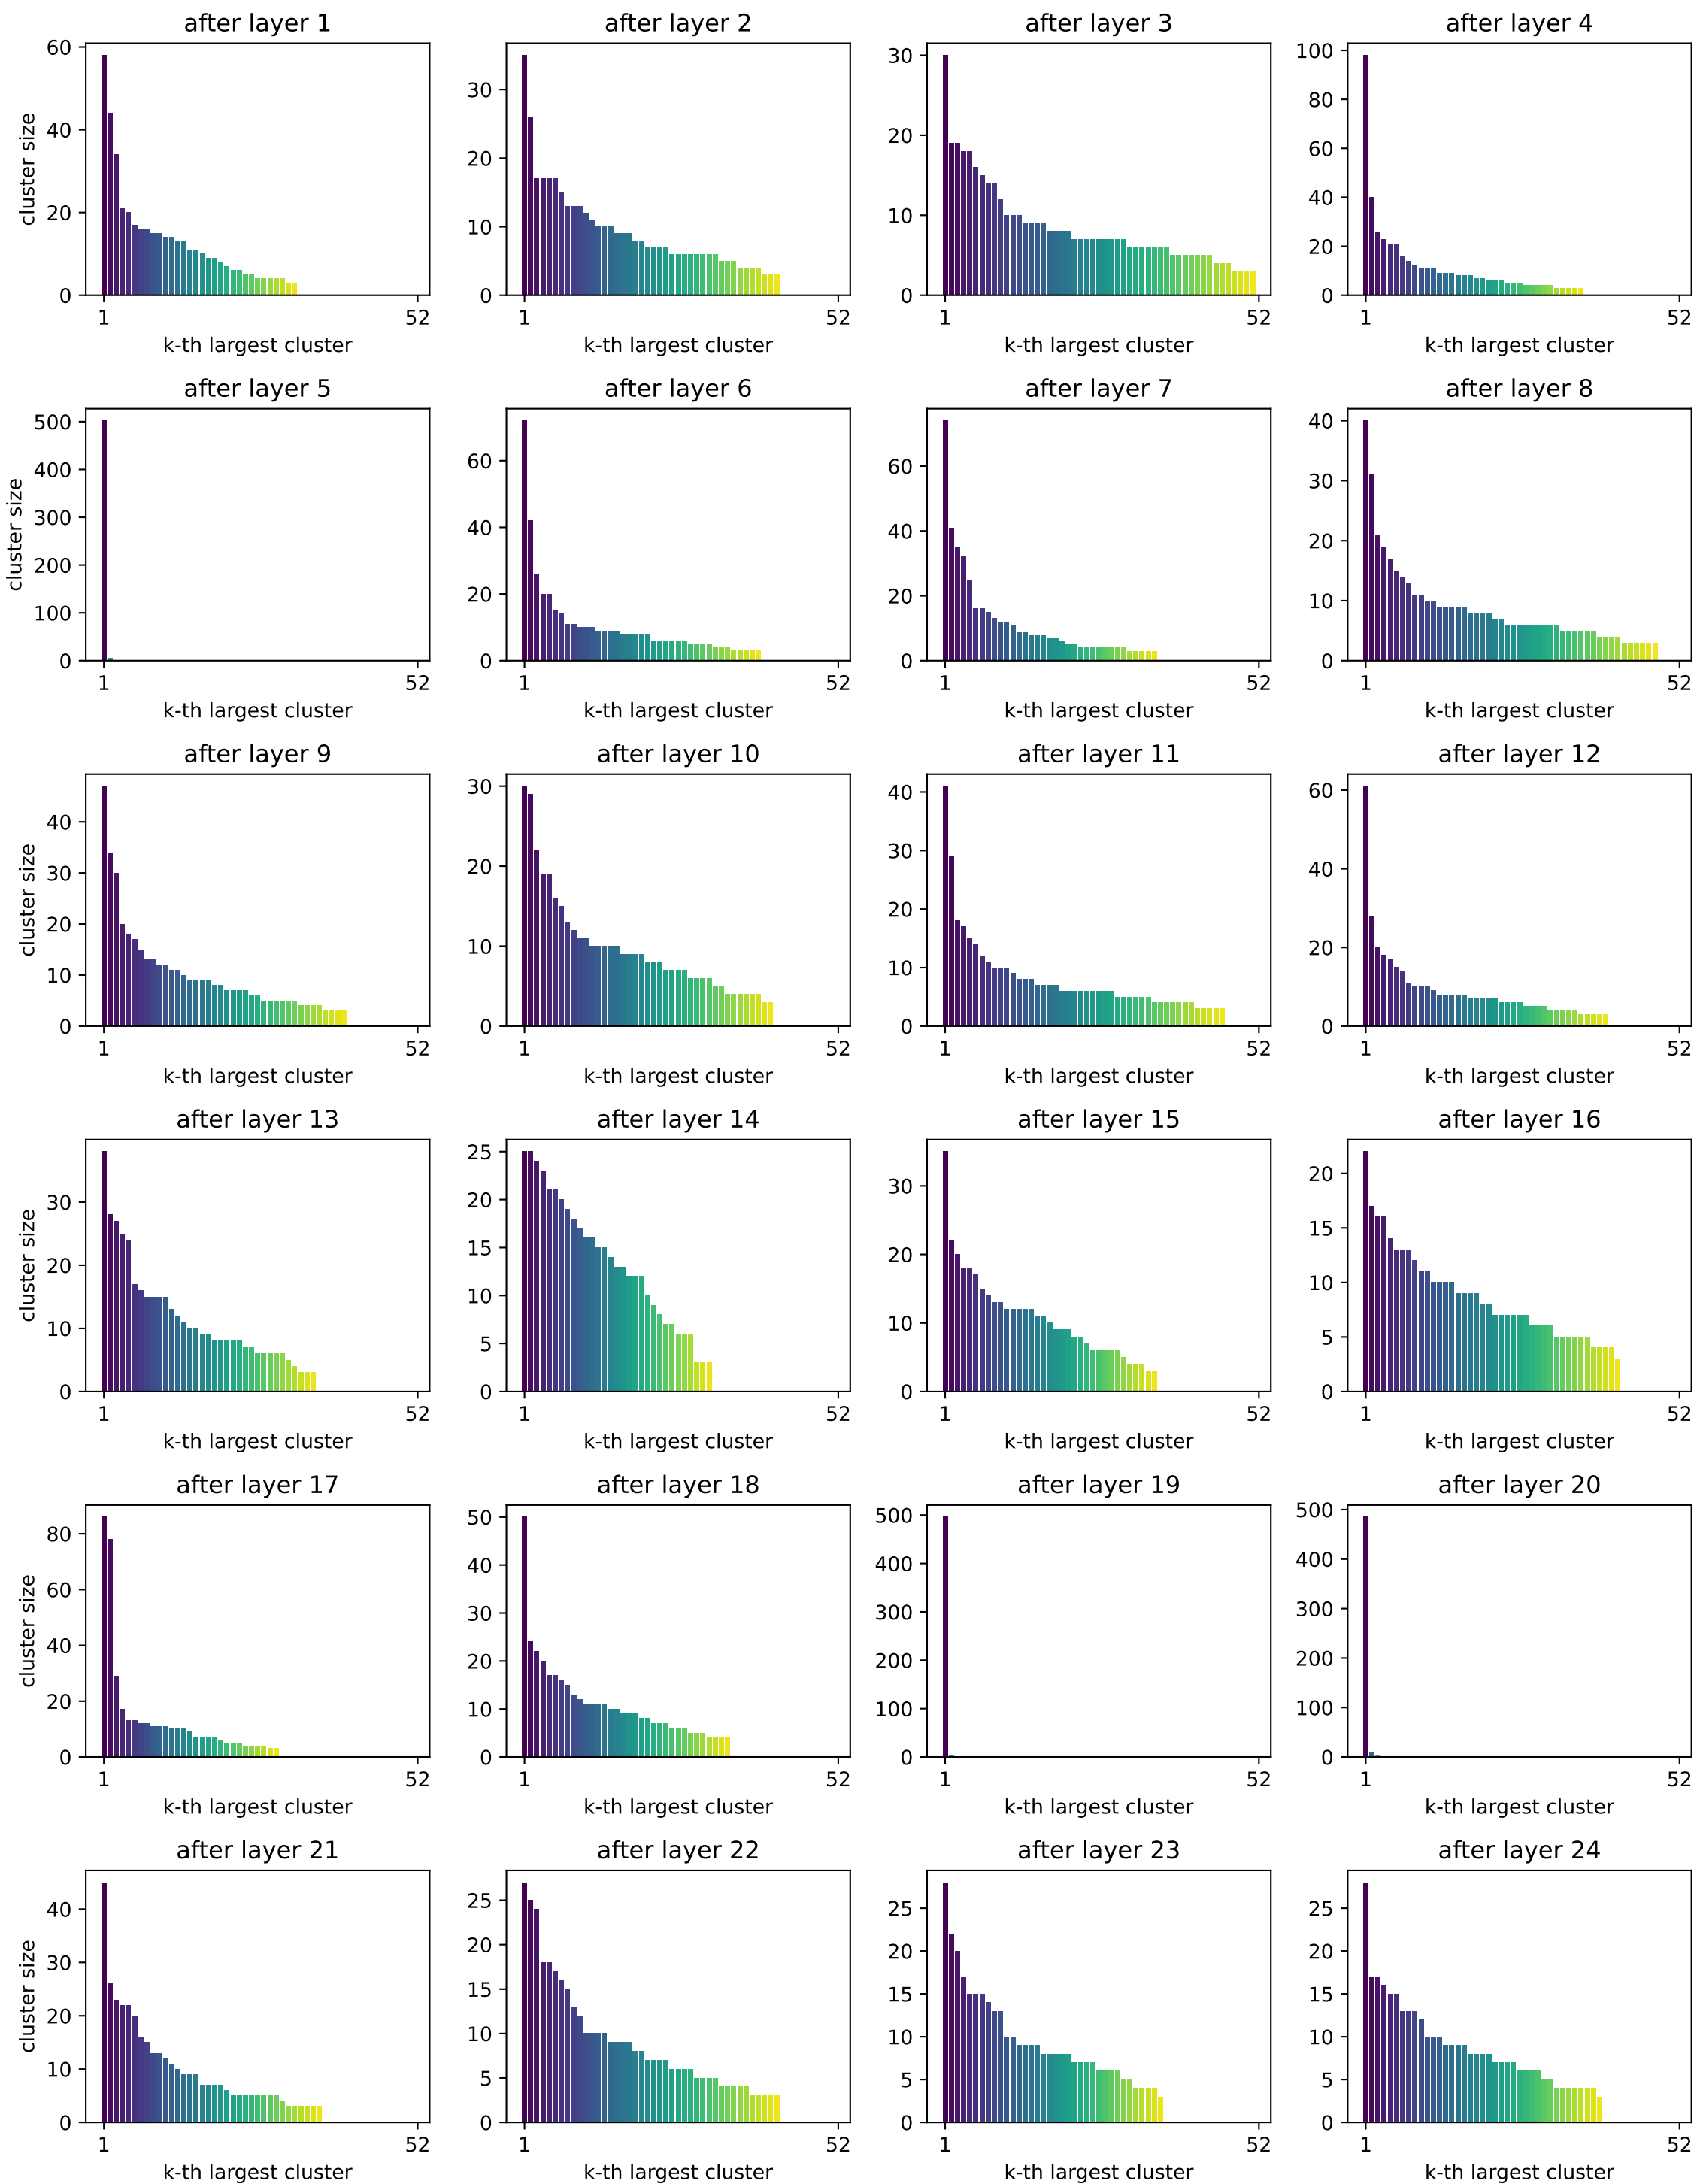 after layer 1
after layer 2
after layer 3
after layer 4
cluster size
60
40
20
0
30
20
10
0
30
20
10
0
100
80
60
40
20
0
1 52
1 52
1 52
1 52
k-th largest cluster
k-th largest cluster
k-th largest cluster
k-th largest cluster
after layer 5
after layer 6
after layer 7
after layer 8
cluster size
500
400
300
200
100
0
60
40
20
0
60
40
20
0
40
30
20
10
0
1 52
1 52
1 52
1 52
k-th largest cluster
k-th largest cluster
k-th largest cluster
k-th largest cluster
after layer 9
after layer 10
after layer 11
after layer 12
cluster size
40
30
20
10
0
30
20
10
0
40
30
20
10
0
60
40
20
0
1 52
1 52
1 52
1 52
k-th largest cluster
k-th largest cluster
k-th largest cluster
k-th largest cluster
after layer 13
after layer 14
after layer 15
after layer 16
cluster size
30
20
10
0
25
20
15
10
5
0
30
20
10
0
20
15
10
5
0
1 52
1 52
1 52
1 52
k-th largest cluster
k-th largest cluster
k-th largest cluster
k-th largest cluster
after layer 17
after layer 18
after layer 19
after layer 20
cluster size
80
60
40
20
0
50
40
30
20
10
0
500
400
300
200
100
0
500
400
300
200
100
0
1 52
1 52
1 52
1 52
k-th largest cluster
k-th largest cluster
k-th largest cluster
k-th largest cluster
after layer 21
after layer 22
after layer 23
after layer 24
cluster size
40
30
20
10
0
25
20
15
10
5
0
25
20
15
10
5
0
25
20
15
10
5
0
1 52
1 52
1 52
1 52
k-th largest cluster
k-th largest cluster
k-th largest cluster
k-th largest cluster